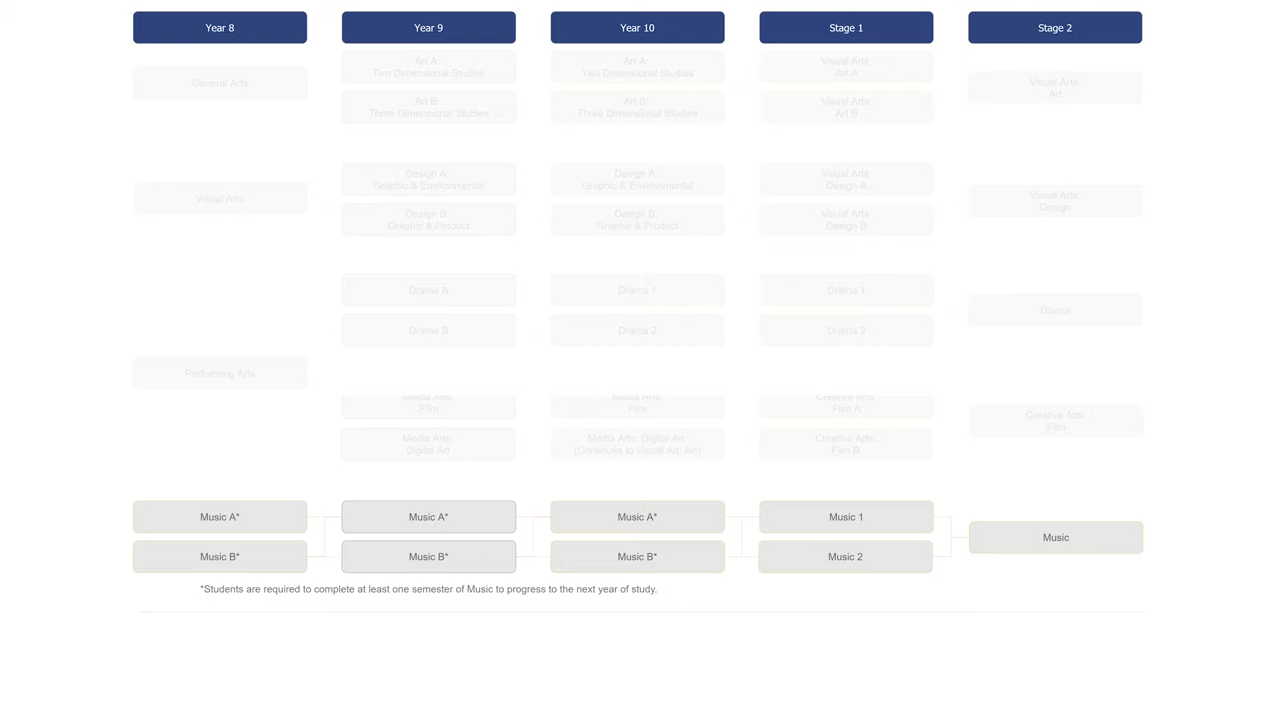 Year 8
Year 9
Year 10
Stage 1
Stage 2
General Arts
Art A:
Two Dimensional Studies
Art A:
Two Dimensional Studies
Visual Arts:
Art A
Visual Arts:
Art
Art B:
Three Dimensional Studies
Art B:
Three Dimensional Studies
Visual Arts:
Art B
Visual Arts
Design A:
Graphic & Environmental
Design A:
Graphic & Environmental
Visual Arts:
Design A
Visual Arts:
Design
Design B:
Graphic & Product
Design B:
Graphic & Product
Visual Arts:
Design B
Drama A
Drama 1
Drama 1
Drama
Drama B
Drama 2
Drama 2
Performing Arts
Media Arts:
Film
Media Arts:
Film
Creative Arts:
Film A
Creative Arts:
Film
Media Arts:
Digital Art
Media Arts: Digital Art
(Continues to Visual Art: Art)
Creative Arts:
Film B
Music A*
Music A*
Music A*
Music 1
Music
Music B*
Music B*
Music B*
Music 2
*Students are required to complete at least one semester of Music to progress to the next year of study.